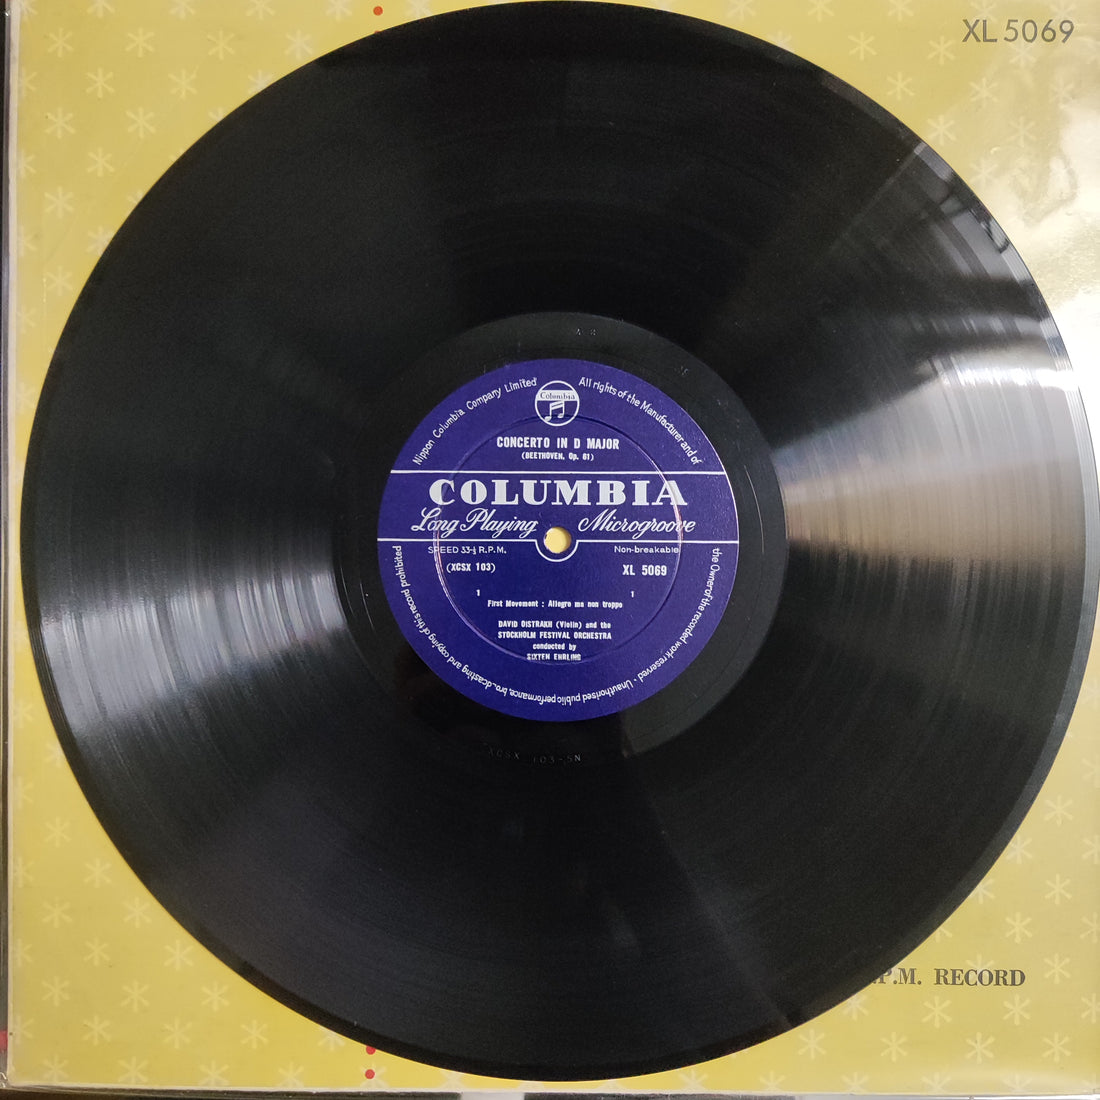 XL 5069
Nippon Columbia Company Limited
Columbia
All rights of the Manufacturer and of
the Owner of the recorded work reserved · Unauthorised public performance, bro_dcasting and copying of this record prohibited
CONCERTO IN D MAJOR
(BEETHOVEN, Op. 61)
COLUMBIA
Long Playing Microgroove
SPEED 33⅓ R.P.M. Non-breakable
(XCSX 103) XL 5069
1 1
First Movement : Allegro ma non troppo
DAVID OISTRAKH (Violin) and the
STOCKHOLM FESTIVAL ORCHESTRA
conducted by
SIXTEN EHRLING
XCSX 103-5N
.P.M. RECORD